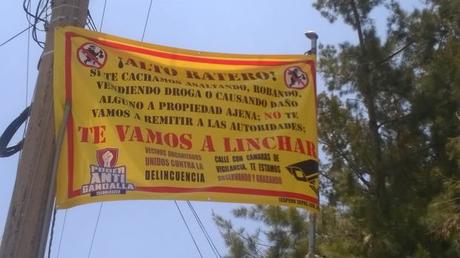 ¡ALTO RATERO!
SI TE CACHAMOS ASALTANDO, ROBANDO,
VENDIENDO DROGA O CAUSANDO DAÑO
ALGUNO A PROPIEDAD AJENA; NO TE
VAMOS A REMITIR A LAS AUTORIDADES;
TE VAMOS A LINCHAR
VECINOS ORGANIZADOS
UNIDOS CONTRA LA
DELINCUENCIA
CALLE CON CÁMARAS DE
VIGILANCIA, TE ESTAMOS
OBSERVANDO Y GRABANDO
PODER
ANTI
GANDALLA